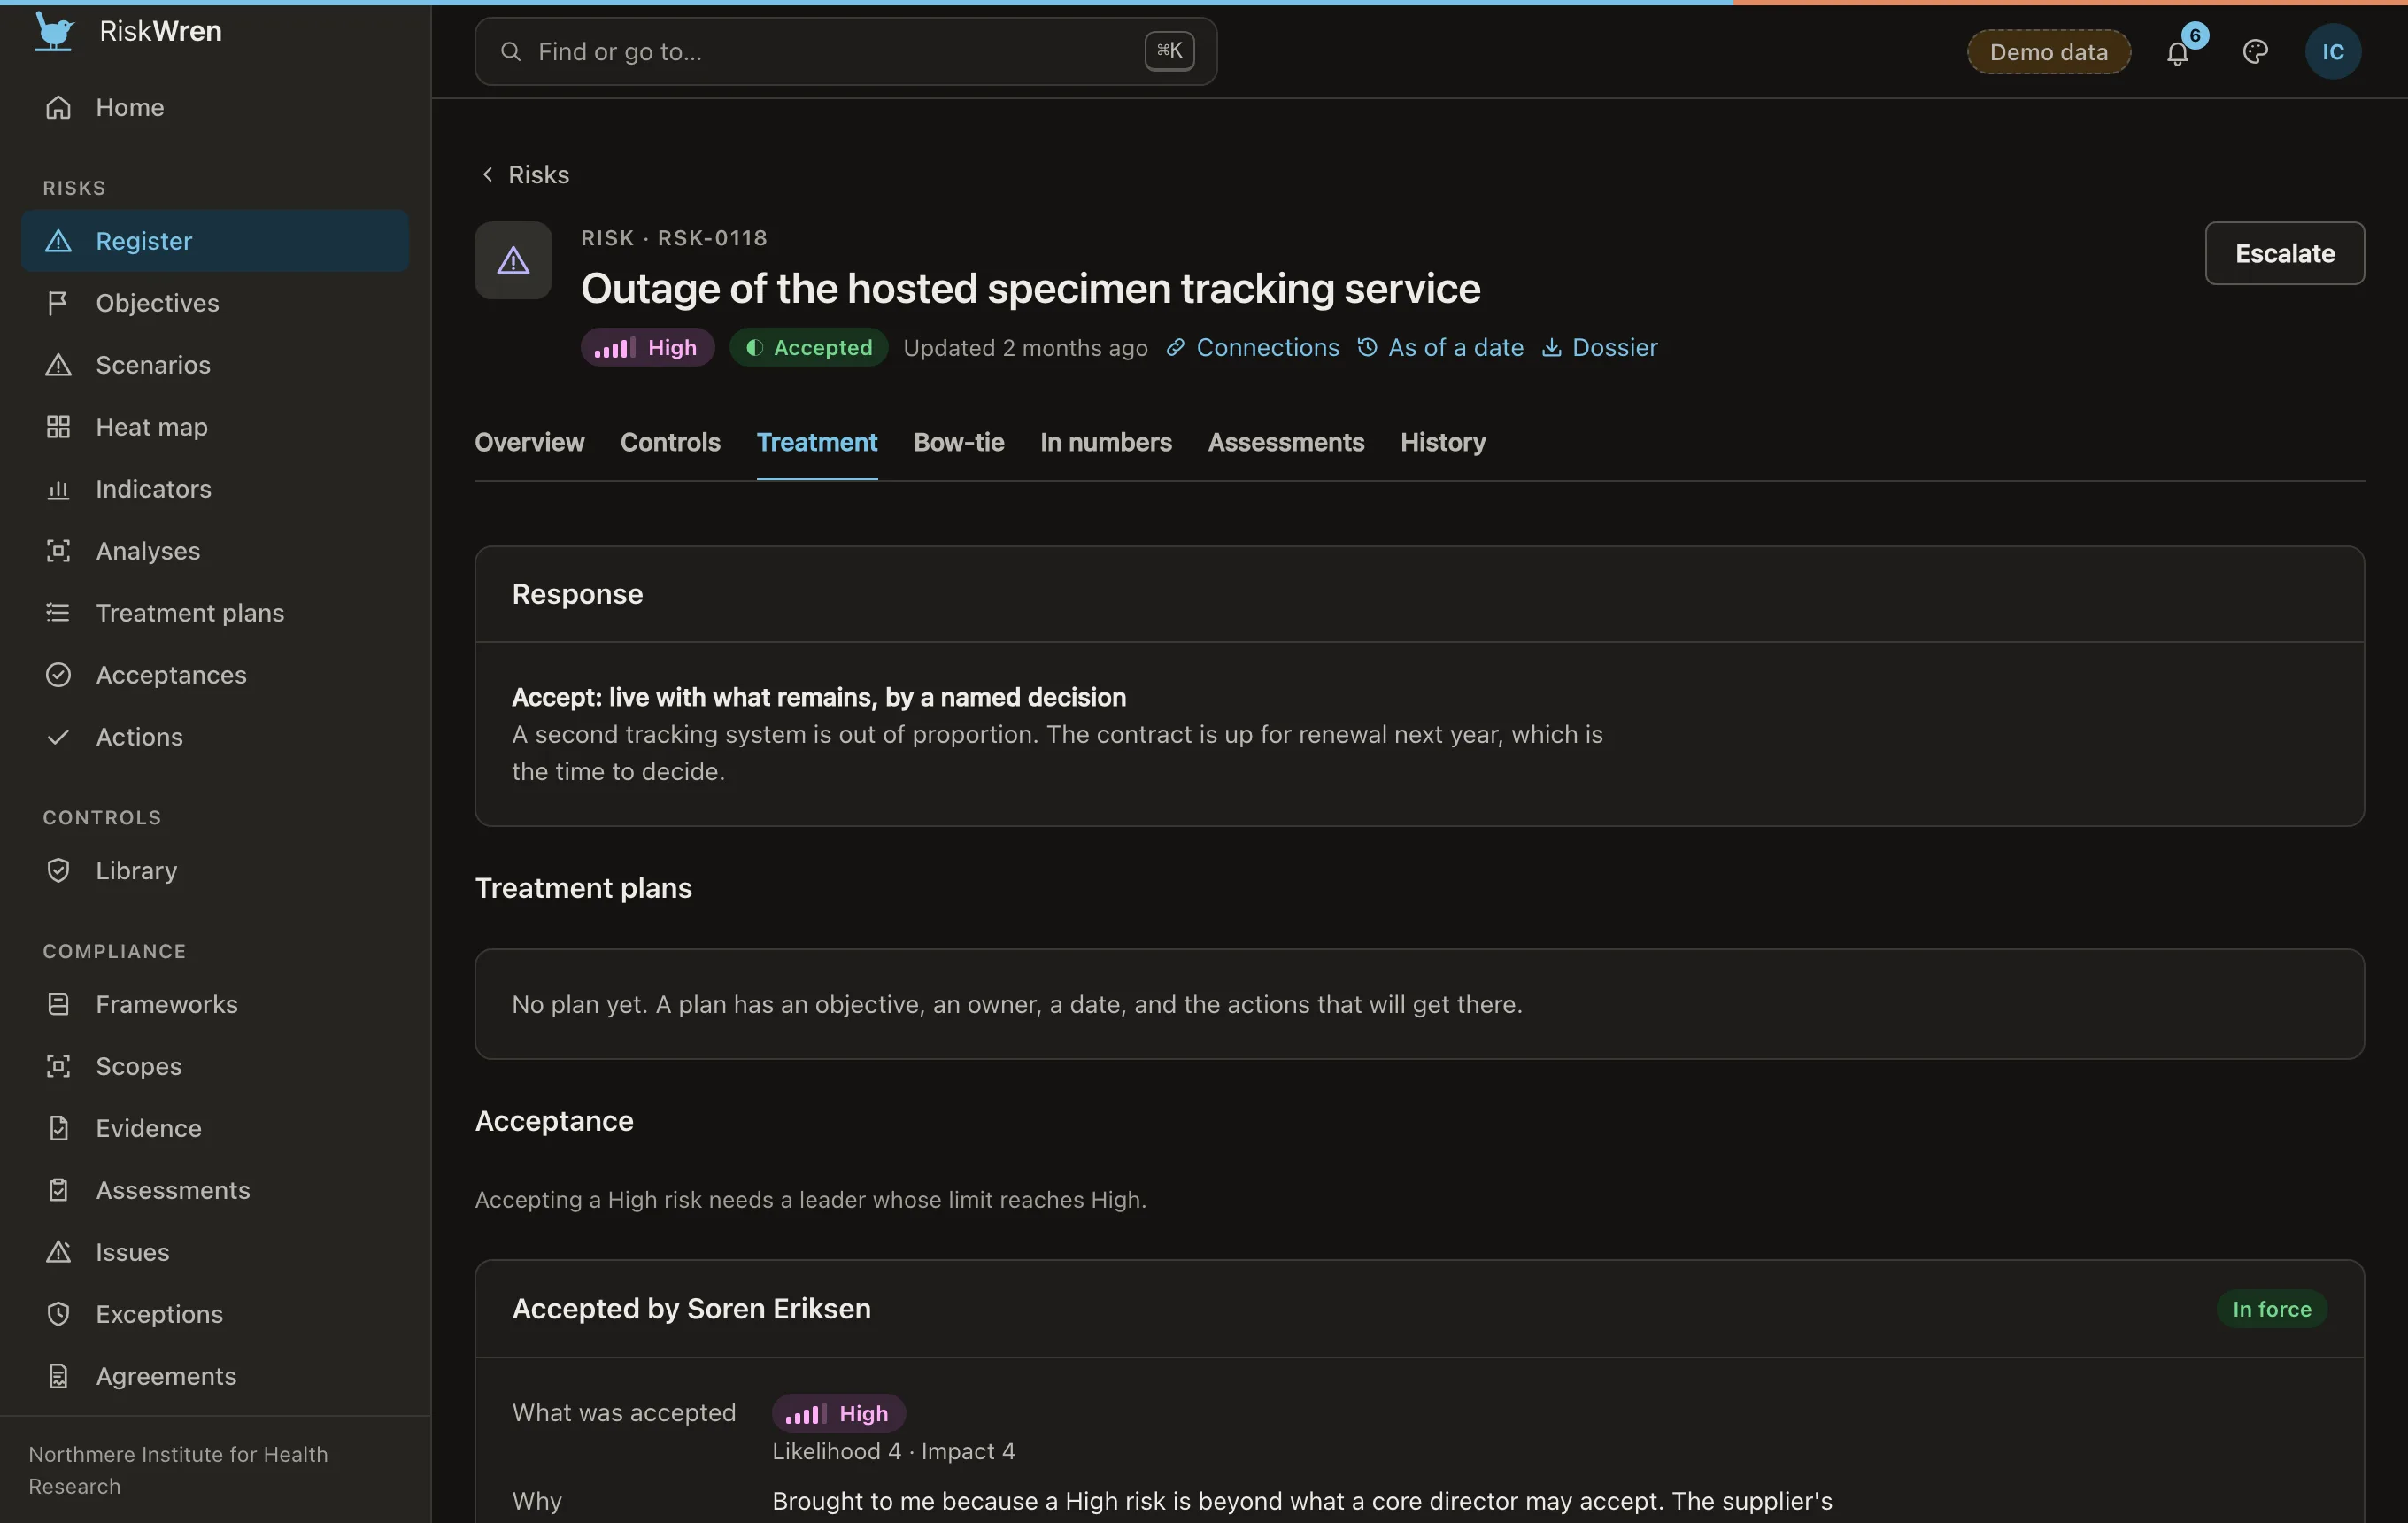 RiskWren
Find or go to...
⌘K
Demo data
6
IC
Home
RISKS
Register
Objectives
Scenarios
Heat map
Indicators
Analyses
Treatment plans
Acceptances
Actions
CONTROLS
Library
COMPLIANCE
Frameworks
Scopes
Evidence
Assessments
Issues
Exceptions
Agreements
Northmere Institute for Health
Research
Risks
RISK · RSK-0118
Outage of the hosted specimen tracking service
Escalate
High
Accepted
Updated 2 months ago
Connections
As of a date
Dossier
Overview
Controls
Treatment
Bow-tie
In numbers
Assessments
History
Response
Accept: live with what remains, by a named decision
A second tracking system is out of proportion. The contract is up for renewal next year, which is
the time to decide.
Treatment plans
No plan yet. A plan has an objective, an owner, a date, and the actions that will get there.
Acceptance
Accepting a High risk needs a leader whose limit reaches High.
Accepted by Soren Eriksen
In force
What was accepted
High
Likelihood 4 · Impact 4
Why
Brought to me because a High risk is beyond what a core director may accept. The supplier's